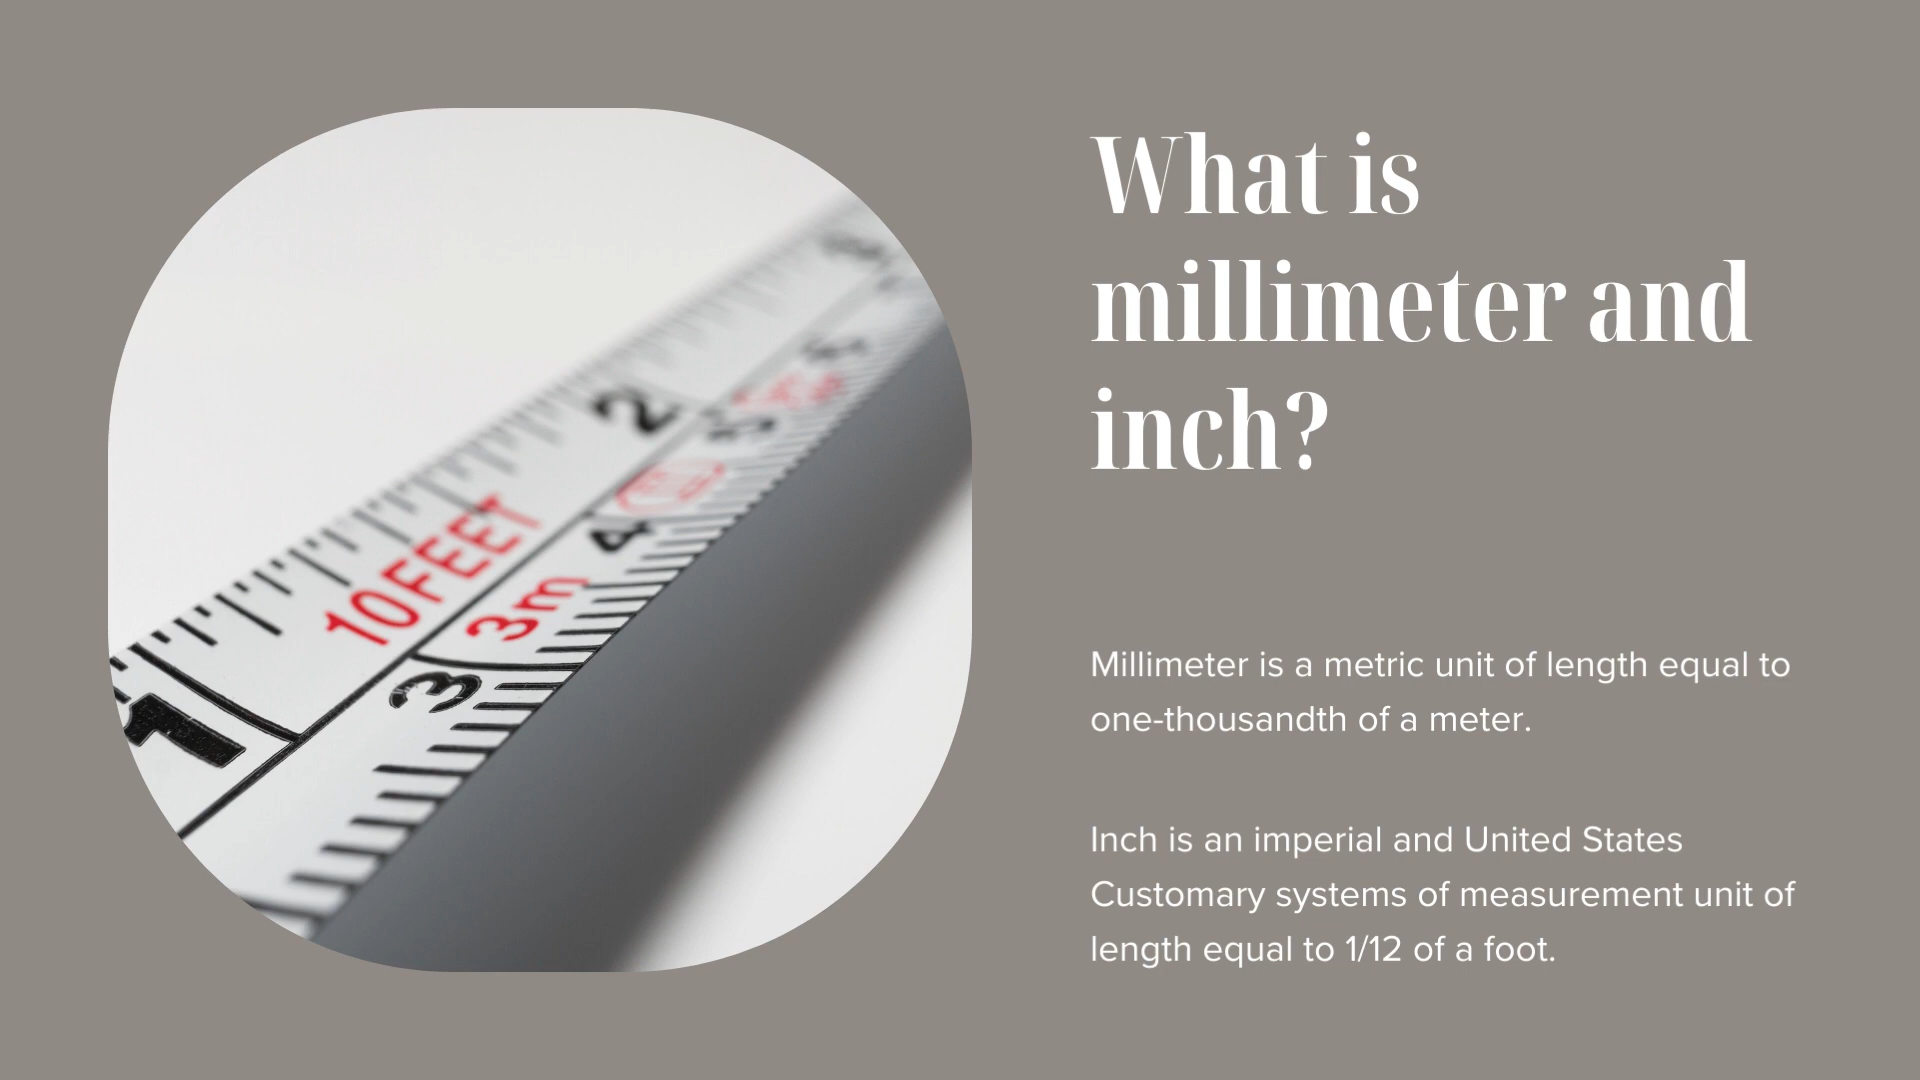 What is
millimeter and
inch?
Millimeter is a metric unit of length equal to
one-thousandth of a meter.
Inch is an imperial and United States
Customary systems of measurement unit of
length equal to 1/12 of a foot.
2
10FEET
4
3m
3
1
5